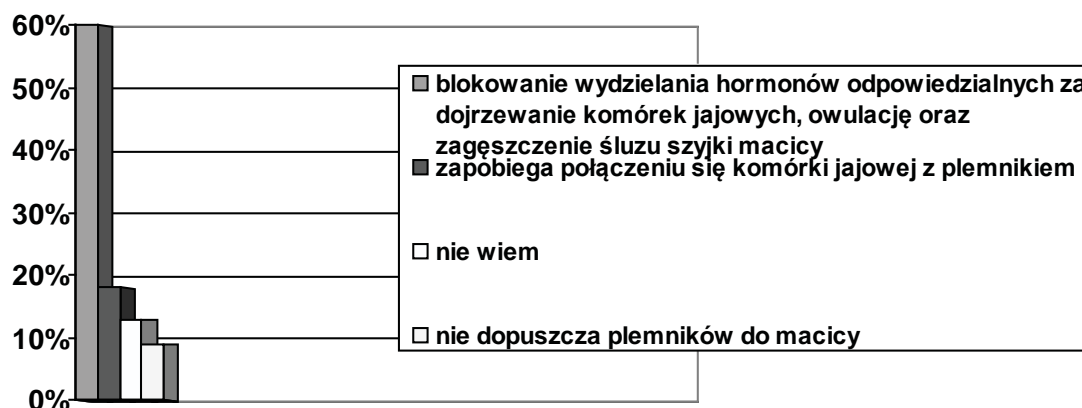 60%
50%
40%
30%
20%
10%
0%
blokowanie wydzielania hormonów odpowiedzialnych za
dojrzewanie komórek jajowych, owulację oraz
zagęszczenie śluzu szyjki macicy
zapobiega połączeniu się komórki jajowej z plemnikiem
nie wiem
nie dopuszcza plemników do macicy